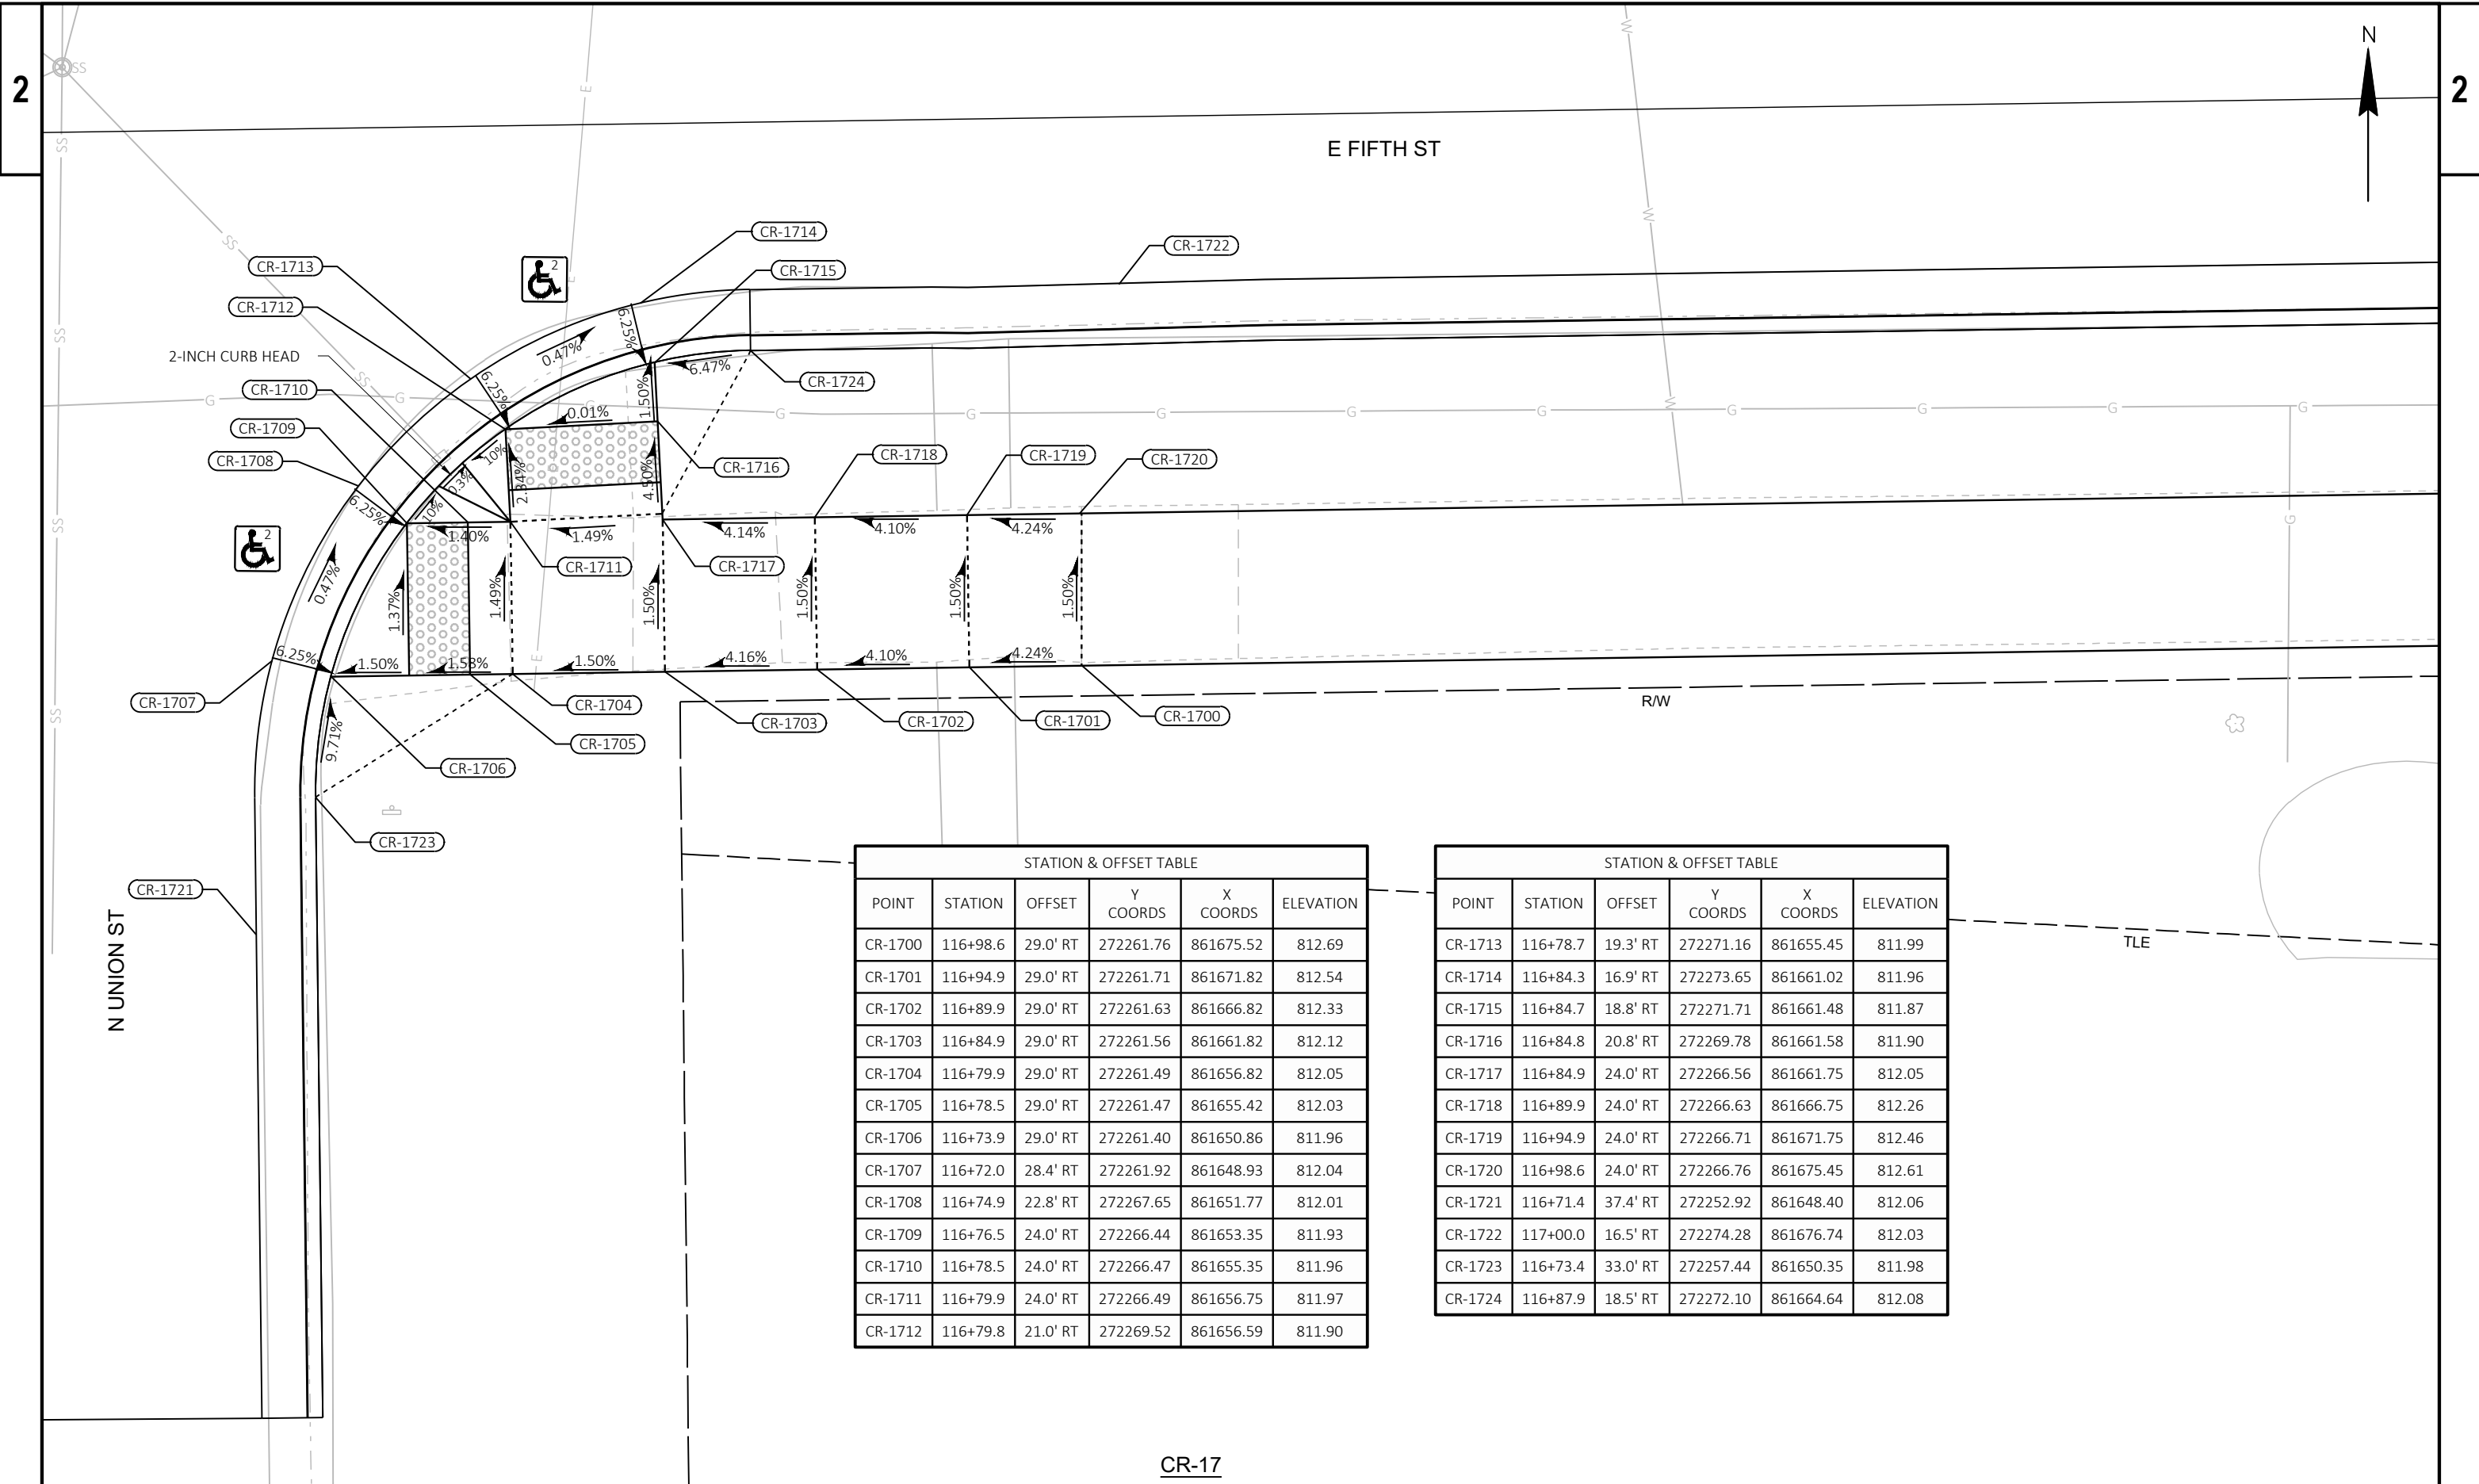 2
2
N
E FIFTH ST
SS
SS
SS
SS
SS
SS
SS
E
E
E
W
W
W
W
G
G
G
G
G
G
G
G
G
G
G
G
G
CR-1714
CR-1722
CR-1713
CR-1715
2
CR-1712
2-INCH CURB HEAD
CR-1710
CR-1724
CR-1709
CR-1708
CR-1716
CR-1718
CR-1719
CR-1720
6.25%
0.47%
6.47%
6.25%
1.50%
0.01%
10%
0.3%
2.34%
4.50%
6.25%
10%
1.40%
1.49%
4.14%
4.10%
4.24%
2
CR-1711
CR-1717
0.47%
1.37%
1.49%
1.50%
1.50%
1.50%
1.50%
6.25%
1.50%
1.58%
1.50%
4.16%
4.10%
4.24%
CR-1707
CR-1704
CR-1703
CR-1702
CR-1701
CR-1700
R/W
9.71%
CR-1705
CR-1706
CR-1723
CR-1721
N UNION ST
TLE
STATION & OFFSET TABLE
POINT STATION OFFSET Y COORDS X COORDS ELEVATION
CR-1700 116+98.6 29.0' RT 272261.76 861675.52 812.69
CR-1701 116+94.9 29.0' RT 272261.71 861671.82 812.54
CR-1702 116+89.9 29.0' RT 272261.63 861666.82 812.33
CR-1703 116+84.9 29.0' RT 272261.56 861661.82 812.12
CR-1704 116+79.9 29.0' RT 272261.49 861656.82 812.05
CR-1705 116+78.5 29.0' RT 272261.47 861655.42 812.03
CR-1706 116+73.9 29.0' RT 272261.40 861650.86 811.96
CR-1707 116+72.0 28.4' RT 272261.92 861648.93 812.04
CR-1708 116+74.9 22.8' RT 272267.65 861651.77 812.01
CR-1709 116+76.5 24.0' RT 272266.44 861653.35 811.93
CR-1710 116+78.5 24.0' RT 272266.47 861655.35 811.96
CR-1711 116+79.9 24.0' RT 272266.49 861656.75 811.97
CR-1712 116+79.8 21.0' RT 272269.52 861656.59 811.90
STATION & OFFSET TABLE
POINT STATION OFFSET Y COORDS X COORDS ELEVATION
CR-1713 116+78.7 19.3' RT 272271.16 861655.45 811.99
CR-1714 116+84.3 16.9' RT 272273.65 861661.02 811.96
CR-1715 116+84.7 18.8' RT 272271.71 861661.48 811.87
CR-1716 116+84.8 20.8' RT 272269.78 861661.58 811.90
CR-1717 116+84.9 24.0' RT 272266.56 861661.75 812.05
CR-1718 116+89.9 24.0' RT 272266.63 861666.75 812.26
CR-1719 116+94.9 24.0' RT 272266.71 861671.75 812.46
CR-1720 116+98.6 24.0' RT 272266.76 861675.45 812.61
CR-1721 116+71.4 37.4' RT 272252.92 861648.40 812.06
CR-1722 117+00.0 16.5' RT 272274.28 861676.74 812.03
CR-1723 116+73.4 33.0' RT 272257.44 861650.35 811.98
CR-1724 116+87.9 18.5' RT 272272.10 861664.64 812.08
CR-17